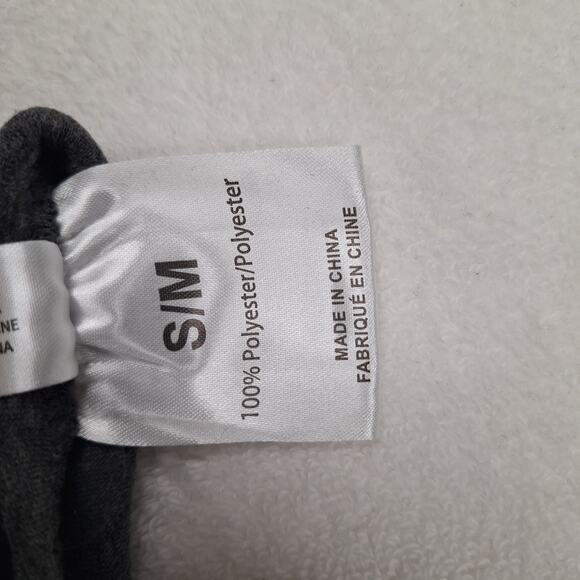 S/M
100% Polyester/Polyester
MADE IN CHINA
FABRIQUÉ EN CHINE